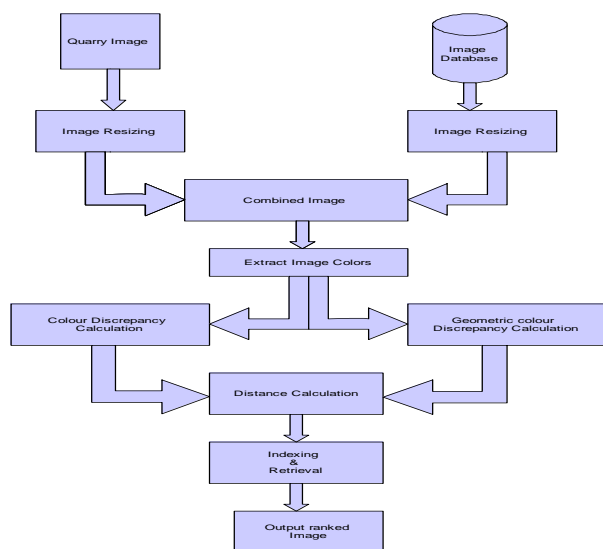 Quarry Image
Image
Database
Image Resizing
Image Resizing
Combined Image
Extract Image Colors
Colour Discrepancy
Calculation
Geometric colour
Discrepancy Calculation
Distance Calculation
Indexing
&
Retrieval
Output ranked
Image